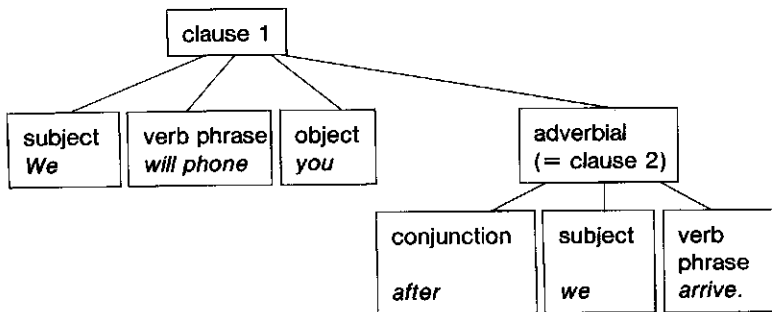 clause 1
subject
We
verb phrase
will phone
object
you
adverbial
(= clause 2)
conjunction
after
subject
we
verb
phrase
arrive.